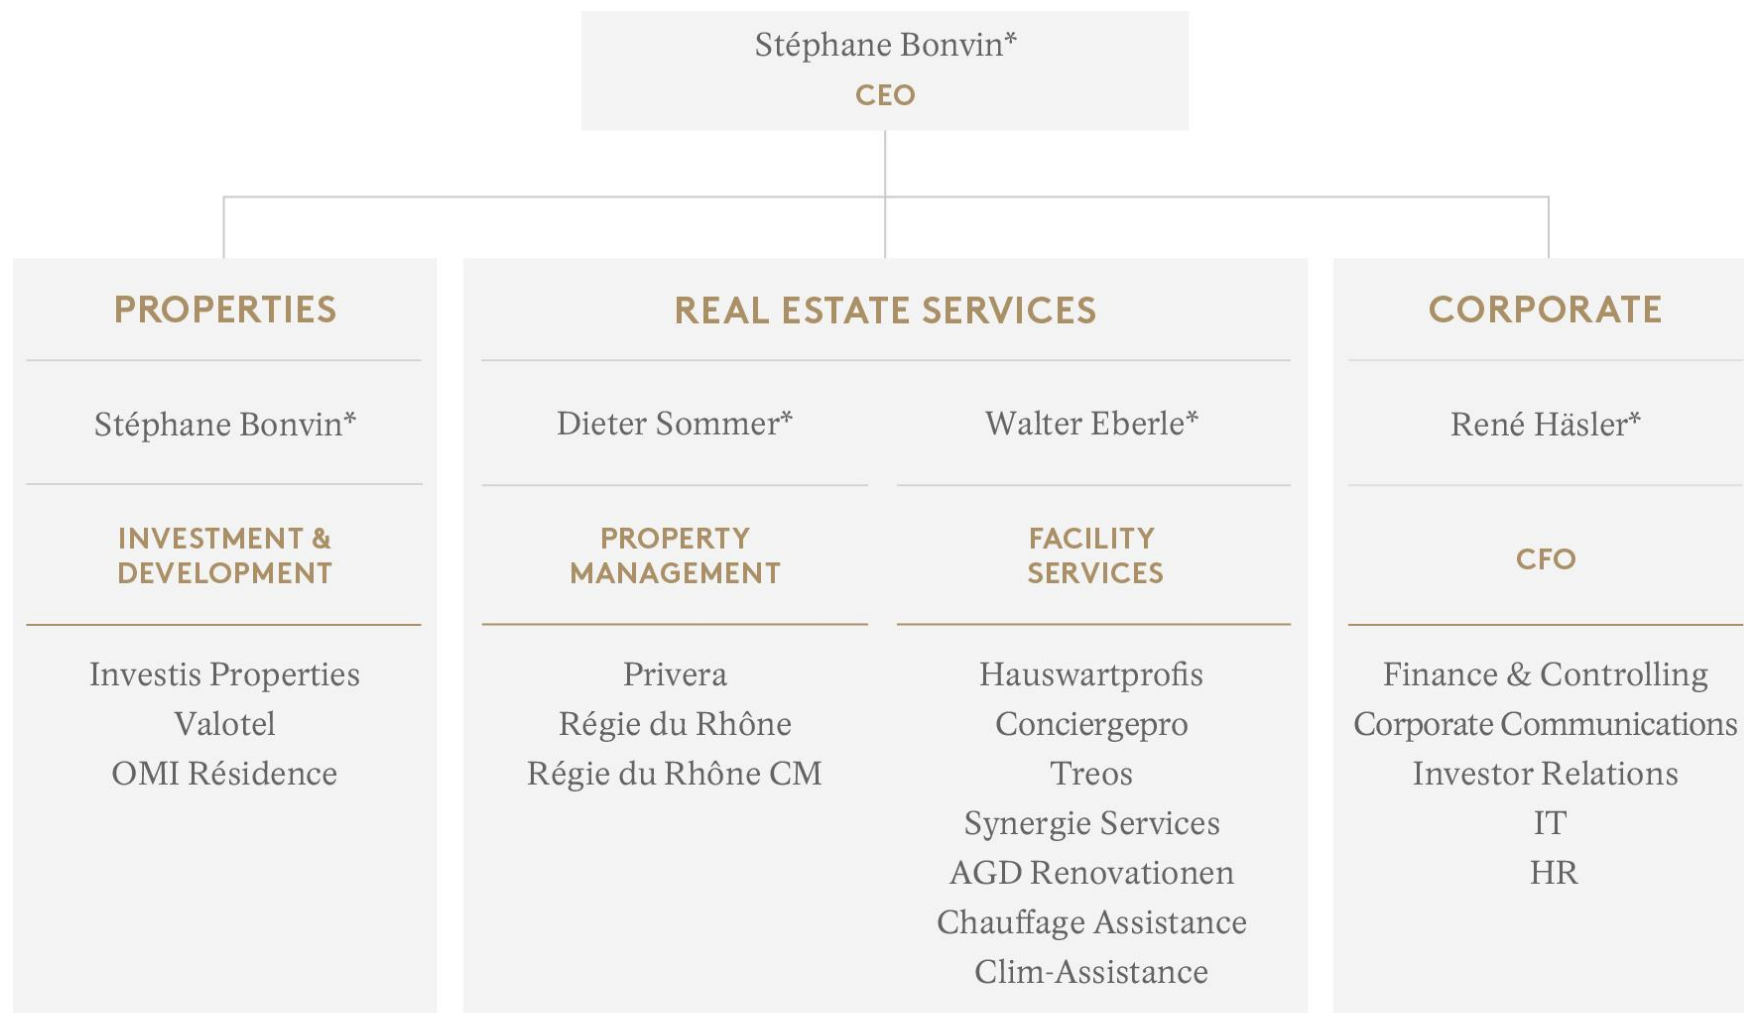 Stéphane Bonvin*
CEO
PROPERTIES
Stéphane Bonvin*
INVESTMENT &
DEVELOPMENT
Investis Properties
Valotel
OMI Résidence
REAL ESTATE SERVICES
Dieter Sommer*
PROPERTY
MANAGEMENT
Privera
Régie du Rhône
Régie du Rhône CM
Walter Eberle*
FACILITY
SERVICES
Hauswartprofis
Conciergepro
Treos
Synergie Services
AGD Renovationen
Chauffage Assistance
Clim-Assistance
CORPORATE
René Häsler*
CFO
Finance & Controlling
Corporate Communications
Investor Relations
IT
HR